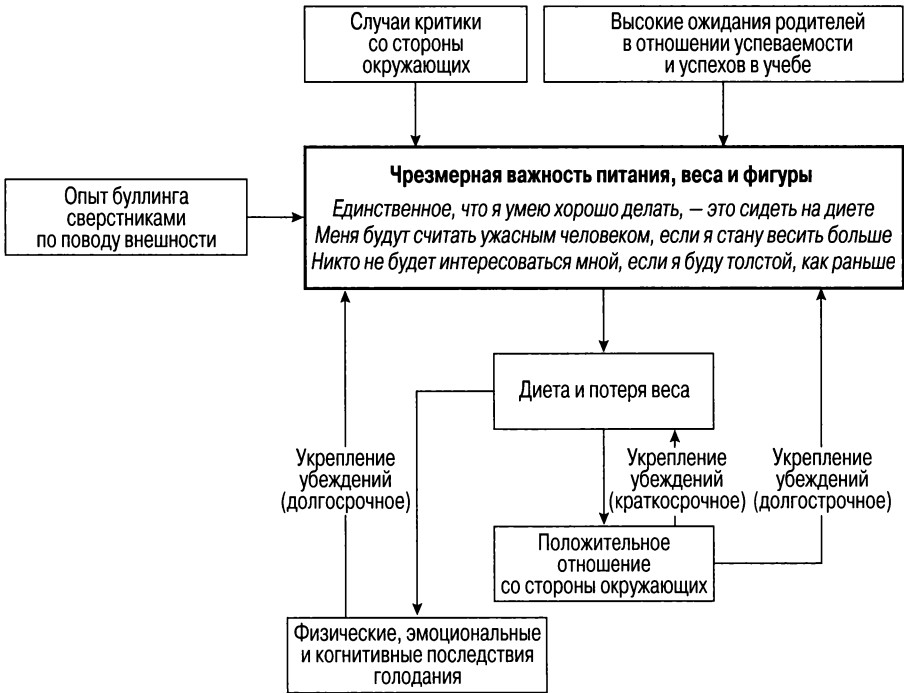 Случаи критики
со стороны
окружающих
Высокие ожидания родителей
в отношении успеваемости
и успехов в учебе
Опыт буллинга
сверстниками
по поводу внешности
Чрезмерная важность питания, веса и фигуры
Единственное, что я умею хорошо делать, — это сидеть на диете
Меня будут считать ужасным человеком, если я стану весить больше
Никто не будет интересоваться мной, если я буду толстой, как раньше
Диета и потеря веса
Укрепление
убеждений
(долгосрочное)
Укрепление
убеждений
(краткосрочное)
Укрепление
убеждений
(долгострочное)
Положительное
отношение
со стороны окружающих
Физические, эмоциональные
и когнитивные последствия
голодания